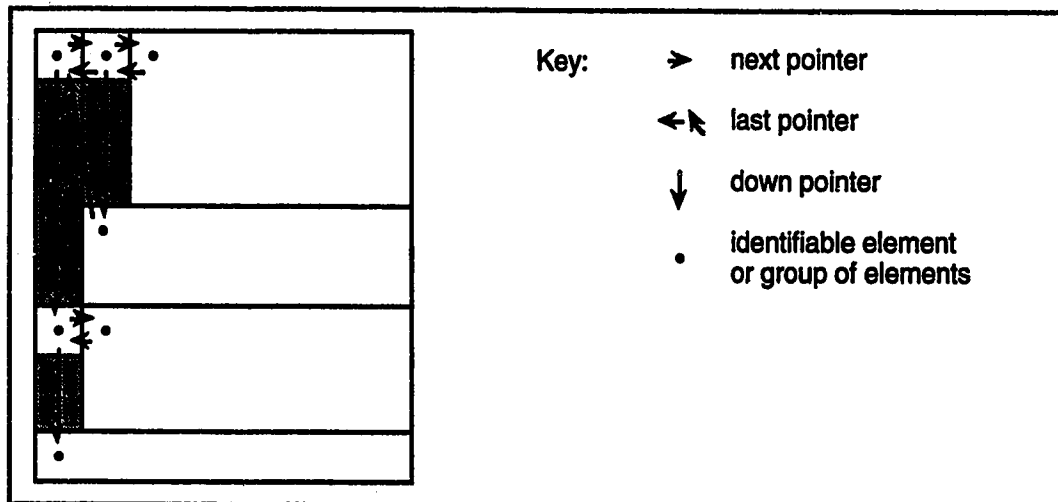 Key:
next pointer
last pointer
down pointer
identifiable element
or group of elements